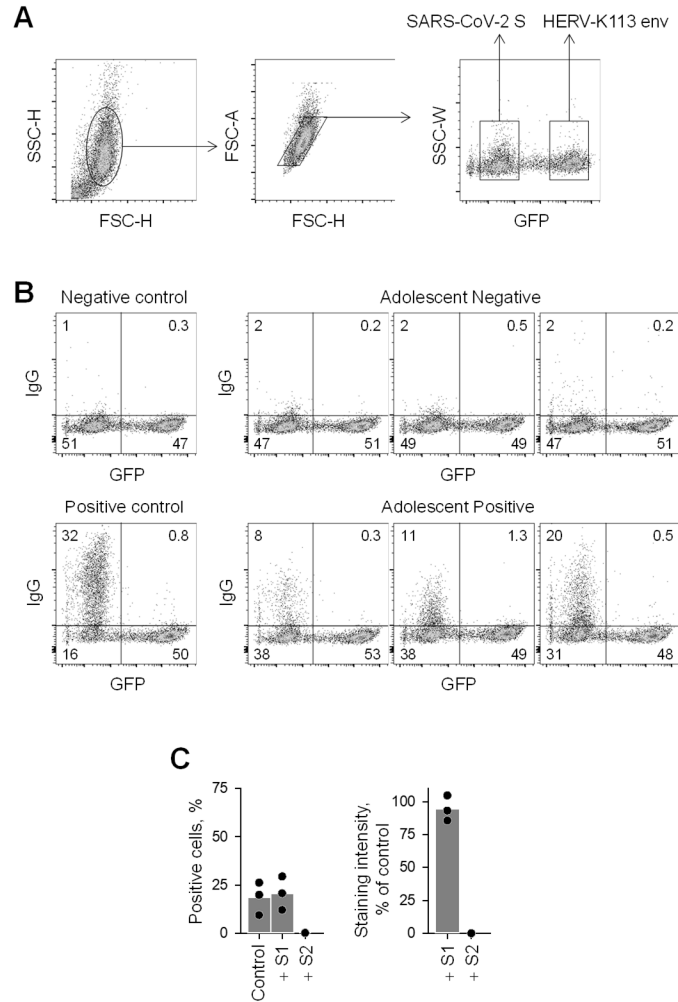 A
SARS-CoV-2 S HERV-K113 env
SSC-H
FSC-H
FSC-A
FSC-H
SSC-W
GFP
B
Negative control
Adolescent Negative
IgG
1 0.3
51 47
GFP
IgG
2 0.2
47 51
2 0.5
49 49
2 0.2
47 51
GFP
Positive control
Adolescent Positive
IgG
32 0.8
16 50
GFP
IgG
8 0.3
38 53
11 1.3
38 49
20 0.5
31 48
GFP
C
Positive cells, %
75
50
25
0
Control
+ S1
+ S2
Staining intensity,
% of control
100
75
50
25
0
+ S1
+ S2